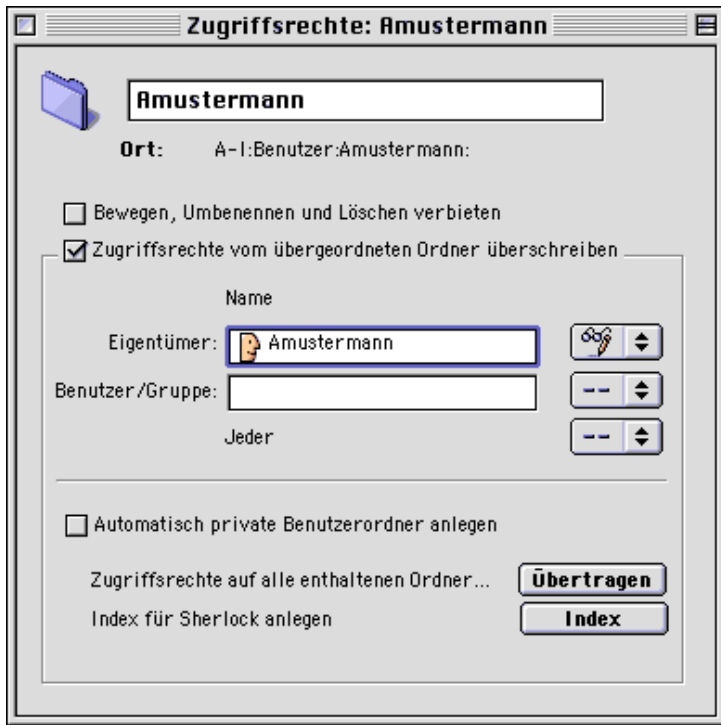 Zugriffsrechte: Amustermann
Amustermann
Ort: A-I:Benutzer:Amustermann:
Bewegen, Umbenennen und Löschen verbieten
Zugriffsrechte vom übergeordneten Ordner überschreiben
Name
Eigentümer: Amustermann
Benutzer/Gruppe: --
Jeder --
Automatisch private Benutzerordner anlegen
Zugriffsrechte auf alle enthaltenen Ordner... Übertragen
Index für Sherlock anlegen Index